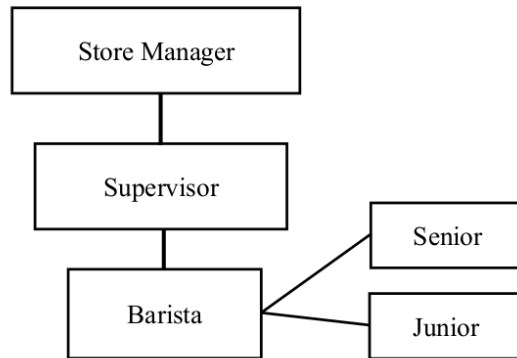 Store Manager
Supervisor
Senior
Barista
Junior